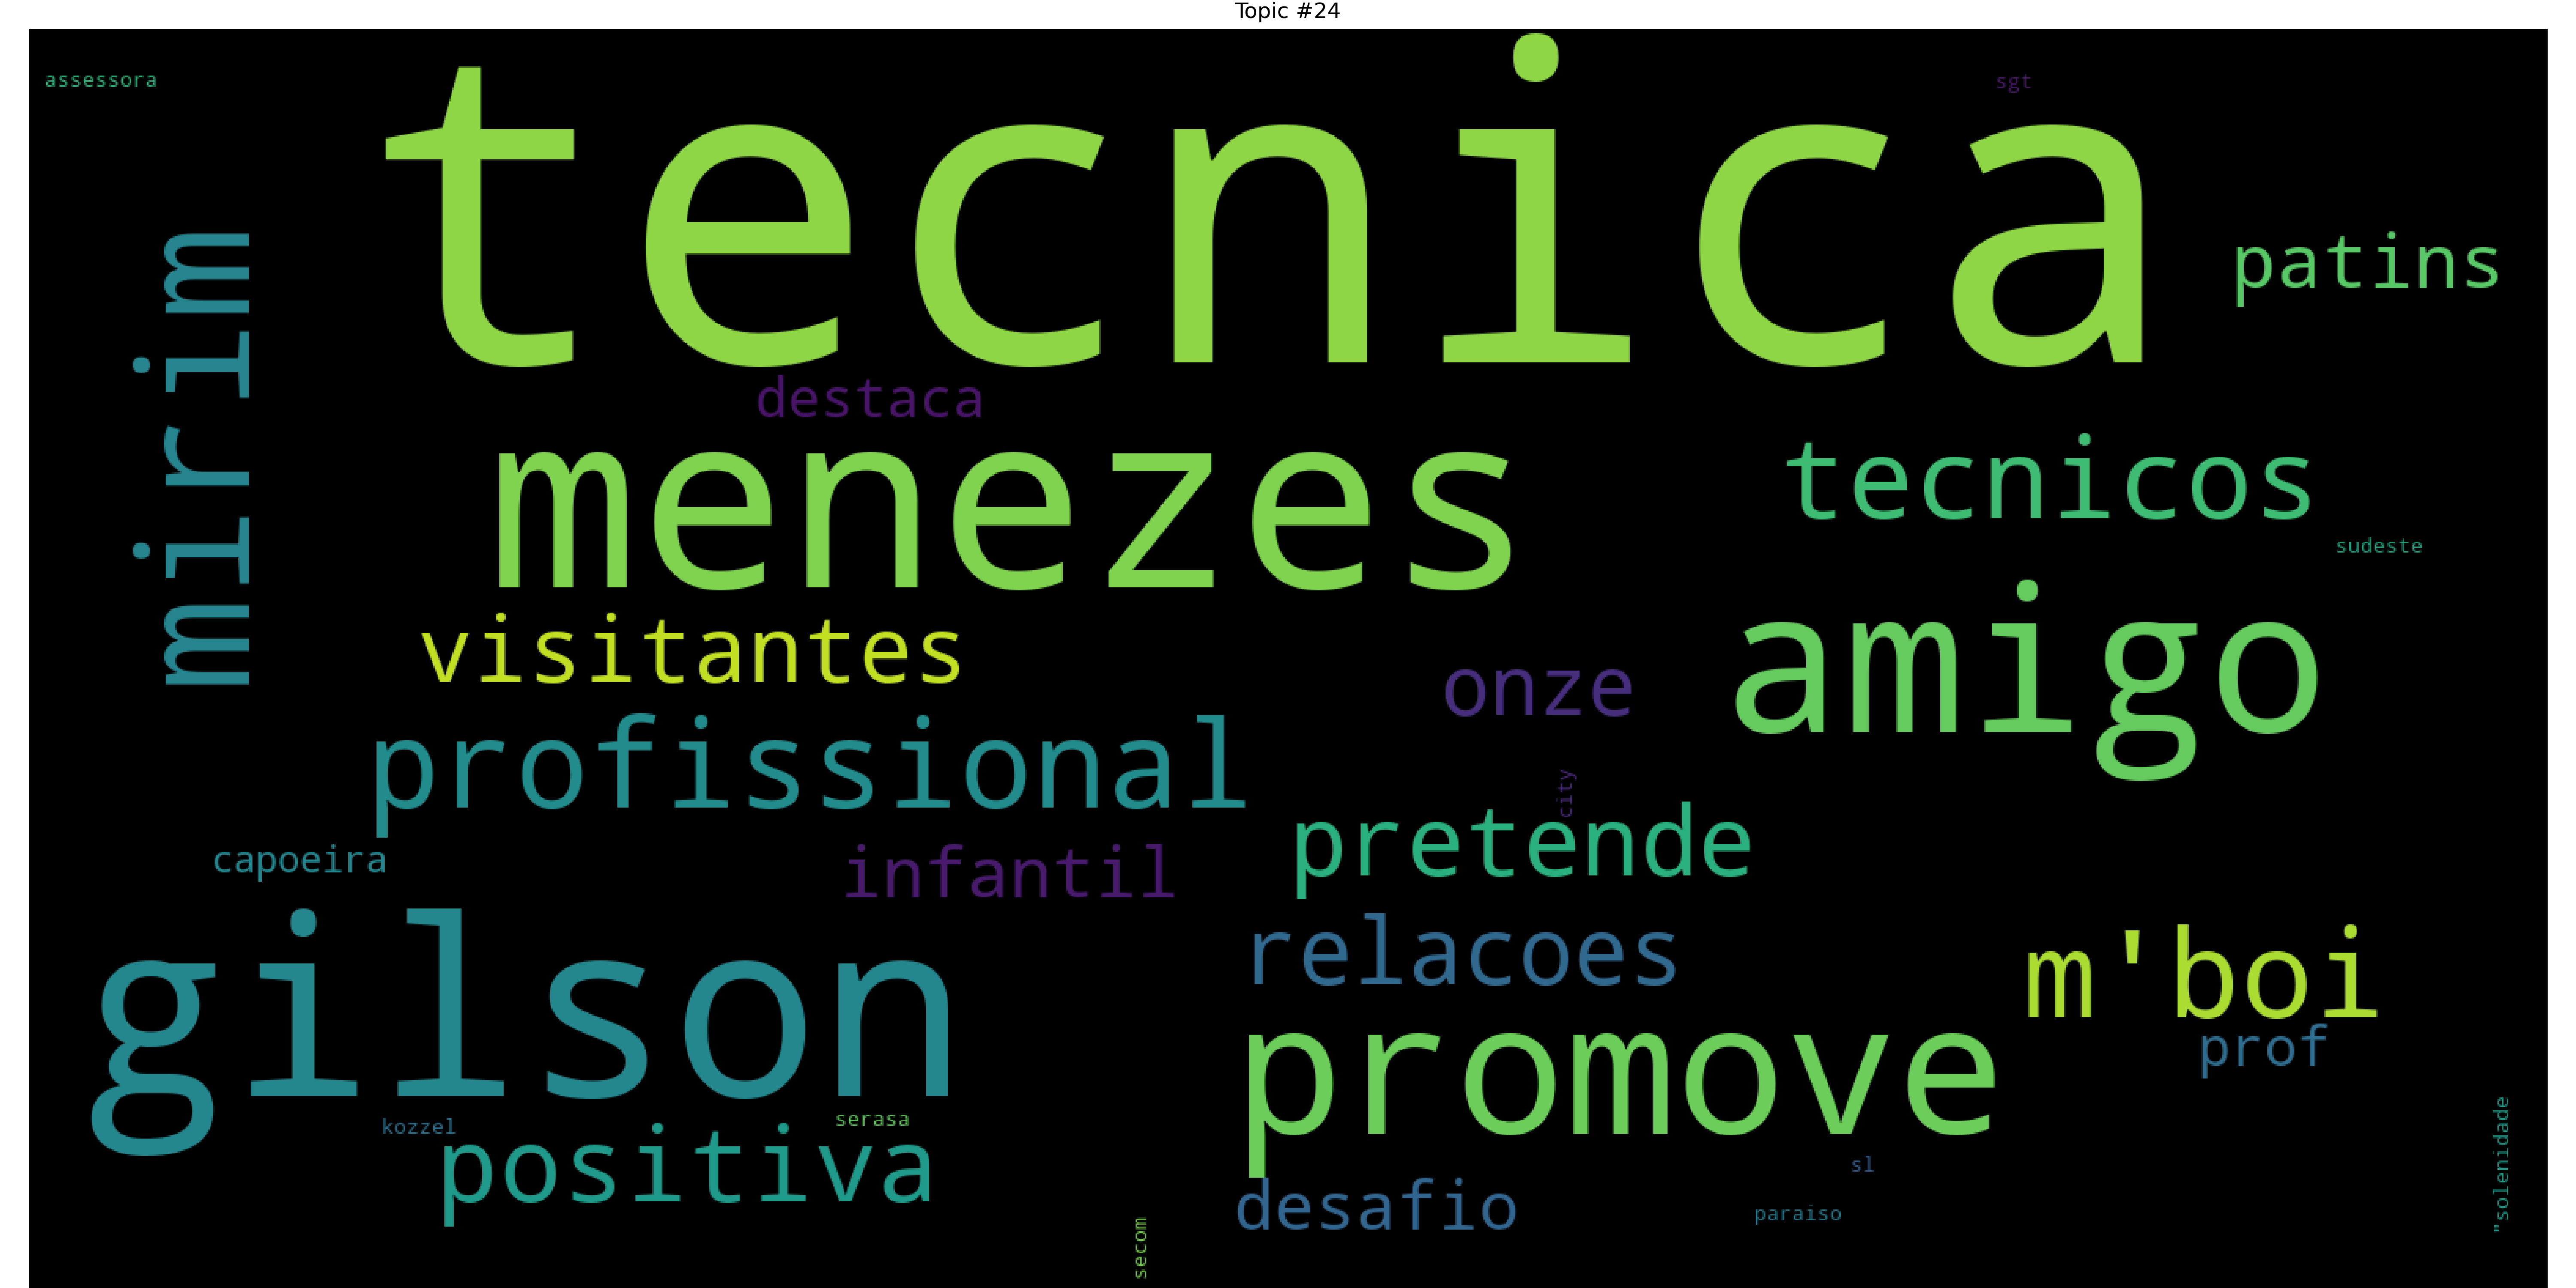 Topic #24
assessora
tecnica
sgt
mirim
patins
destaca
menezes
tecnicos
sudeste
visitantes
amigo
onze
profissional
city
pretende
capoeira
infantil
gilson
relacoes
m'boi
promove
prof
kozzel
serasa
positiva
sl
desafio
paraiso
"solenidade
secom